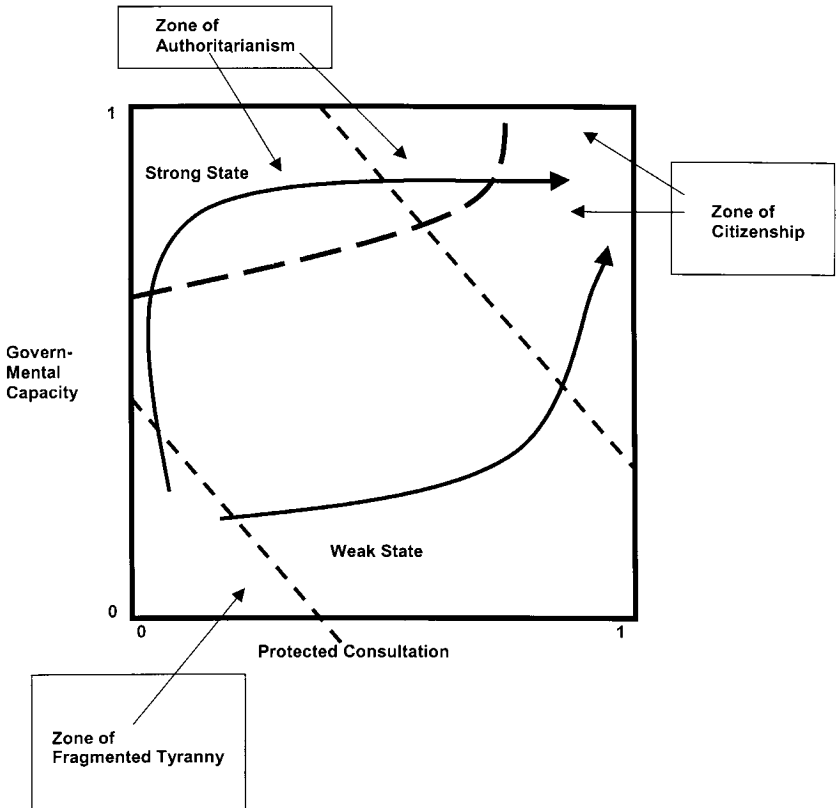 Zone of
Authoritarianism
1
Strong State
Zone of
Citizenship
Govern-
Mental
Capacity
Weak State
0
0
1
Protected Consultation
Zone of
Fragmented Tyranny